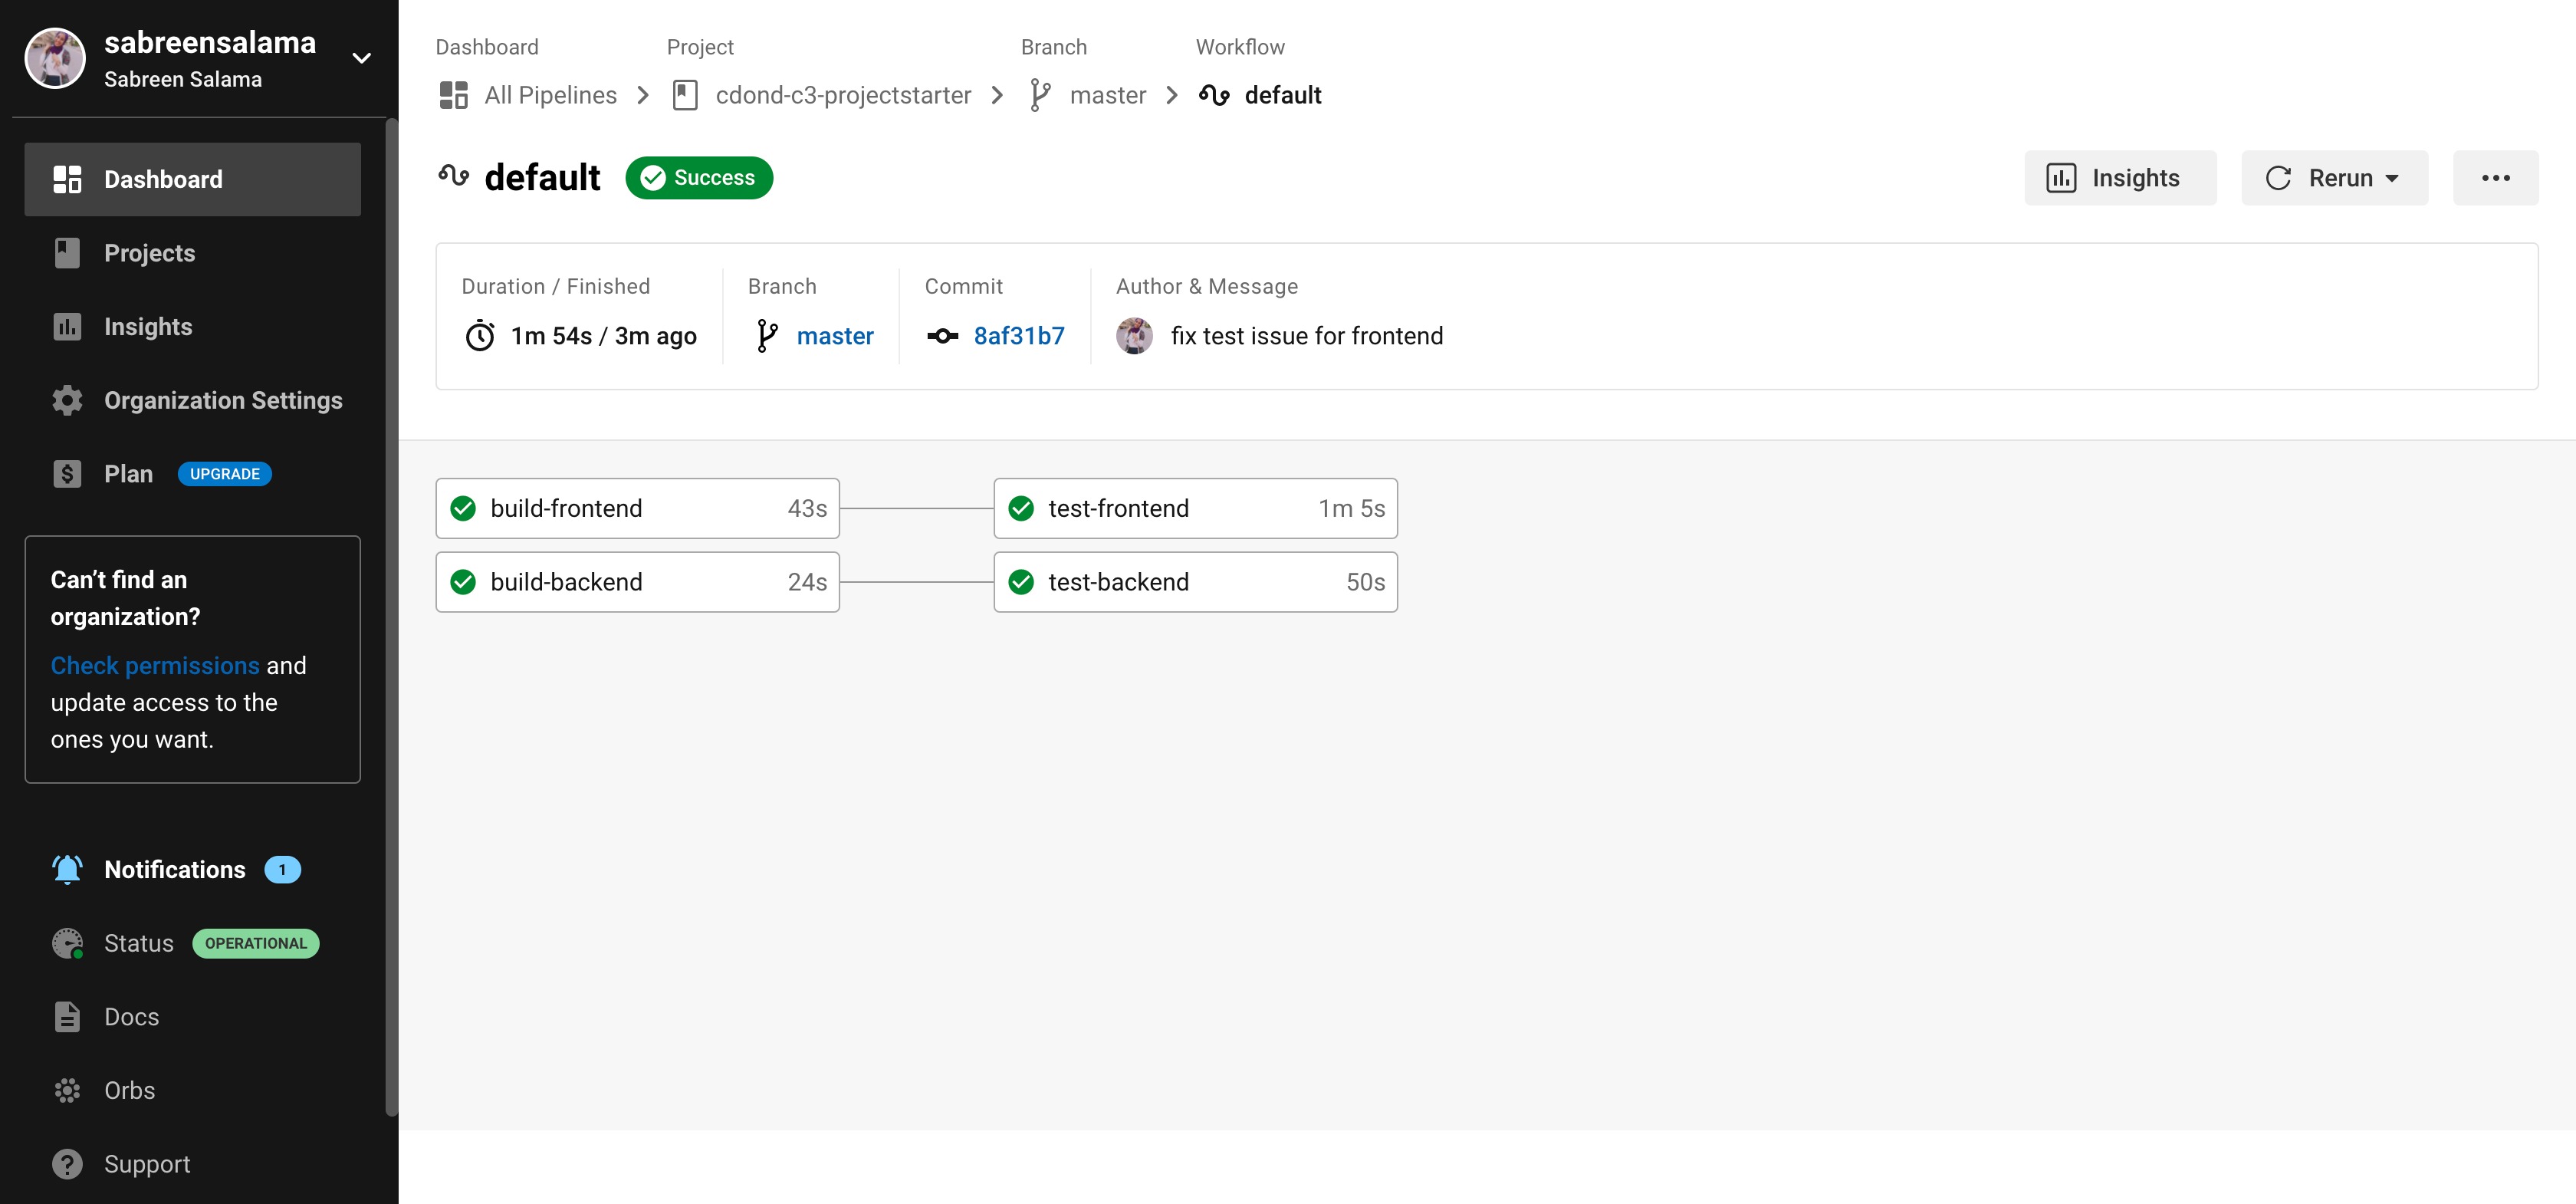 sabreensalama
Sabreen Salama
Dashboard
Projects
Insights
Organization Settings
Plan UPGRADE
Can’t find an
organization?
Check permissions and
update access to the
ones you want.
Notifications 1
Status OPERATIONAL
Docs
Orbs
Support
Dashboard Project Branch Workflow
All Pipelines cdond-c3-projectstarter master default
default Success Insights Rerun
Duration / Finished Branch Commit Author & Message
1m 54s / 3m ago master 8af31b7 fix test issue for frontend
build-frontend 43s test-frontend 1m 5s
build-backend 24s test-backend 50s